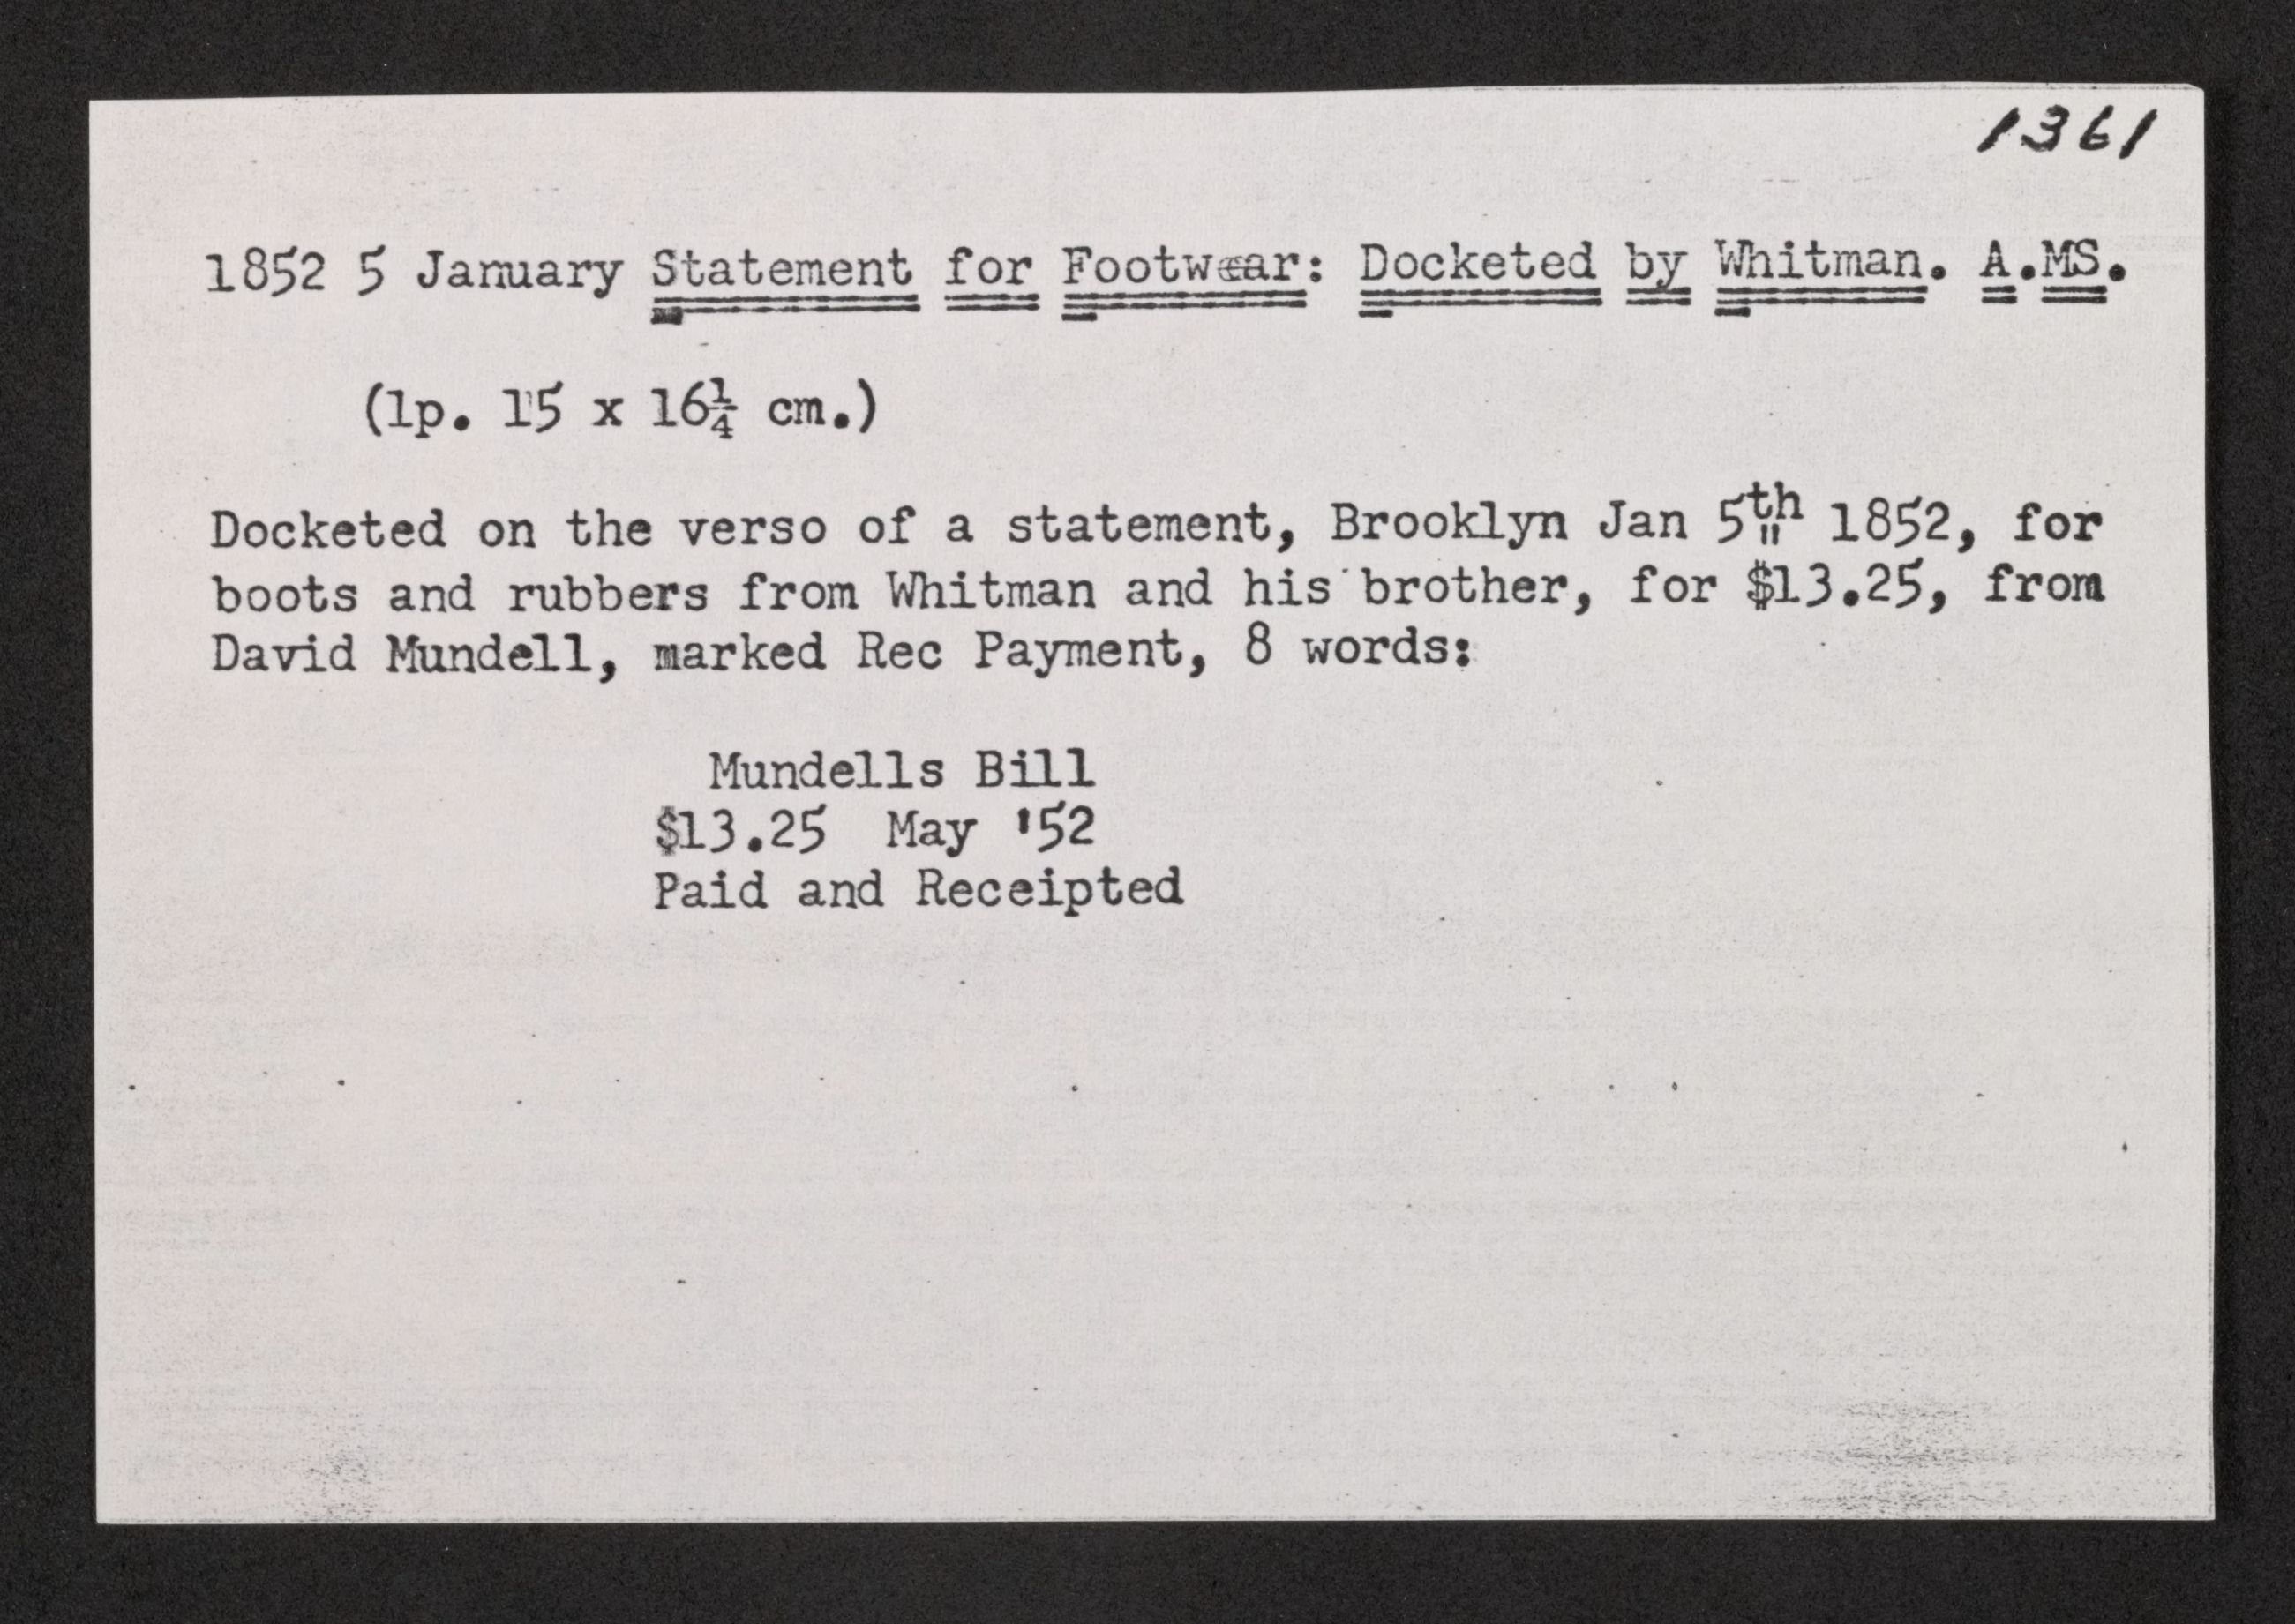 1361
1852 5 January Statement for Footwear: Docketed by Whitman. A.MS.
(1p. 15 x 16¼ cm.)
Docketed on the verso of a statement, Brooklyn Jan 5th 1852, for
boots and rubbers from Whitman and his brother, for $13.25, from
David Mundell, marked Rec Payment, 8 words:
Mundells Bill
$13.25 May '52
Paid and Receipted